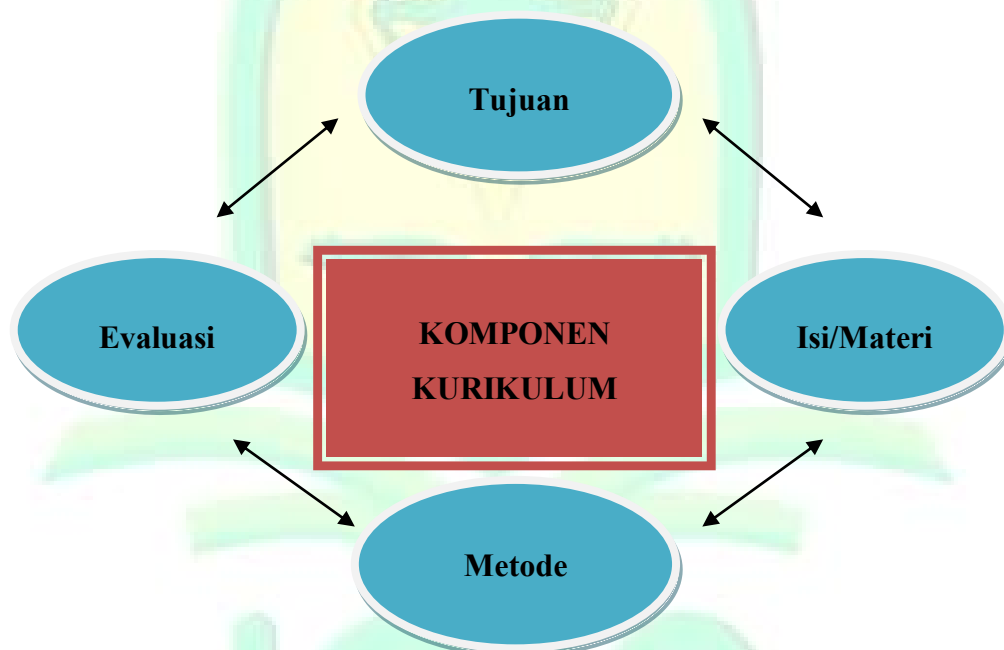 Tujuan
Evaluasi
KOMPONEN
KURIKULUM
Isi/Materi
Metode